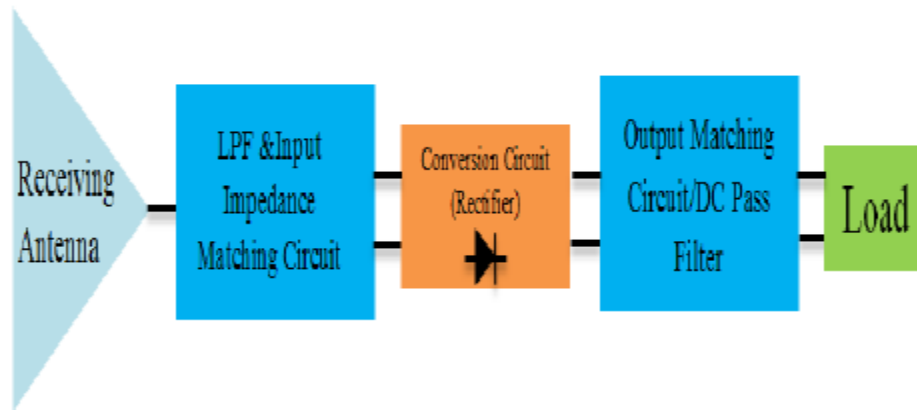 Receiving
Antenna
LPF &Input
Impedance
Matching Circuit
Conversion Circuit
(Rectifier)
Output Matching
Circuit/DC Pass
Filter
Load